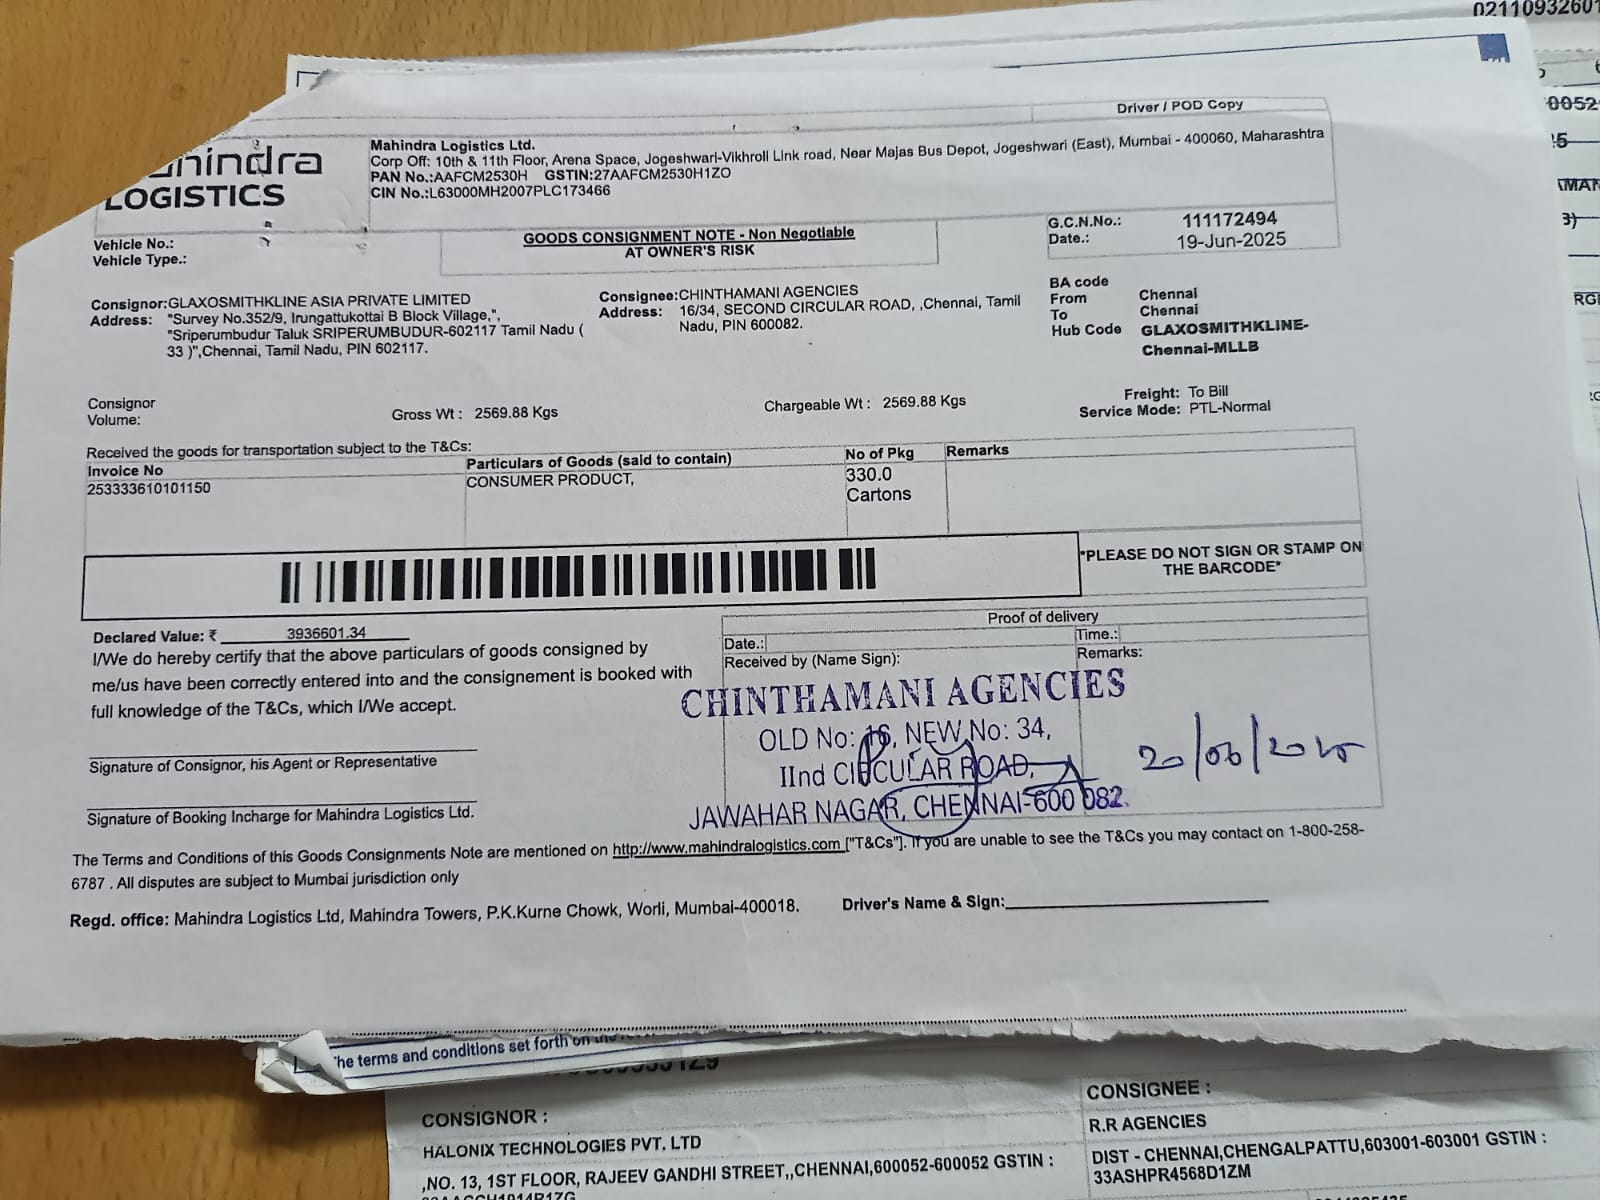 02110932601
0052
Driver / POD Copy
LOGISTICS
Mahindra Logistics Ltd.
Corp Off: 10th & 11th Floor, Arena Space, Jogeshwari-Vikhroli Link road, Near Majas Bus Depot, Jogeshwari (East), Mumbai - 400060, Maharashtra
PAN No.:AAFCM2530H GSTIN:27AAFCM2530H1ZO
CIN No.:L63000MH2007PLC173466
Vehicle No.:
Vehicle Type.:
GOODS CONSIGNMENT NOTE - Non Negotiable
AT OWNER'S RISK
G.C.N.No.: 111172494
Date.: 19-Jun-2025
Consignor:GLAXOSMITHKLINE ASIA PRIVATE LIMITED
Address: "Survey No.352/9, Irungattukottai B Block Village,",
"Sriperumbudur Taluk SRIPERUMBUDUR-602117 Tamil Nadu (
33 )",Chennai, Tamil Nadu, PIN 602117.
Consignee:CHINTHAMANI AGENCIES
Address: 16/34, SECOND CIRCULAR ROAD, ,Chennai, Tamil
Nadu, PIN 600082.
BA code
From Chennai
To Chennai
Hub Code GLAXOSMITHKLINE-
Chennai-MLLB
Consignor
Volume:
Gross Wt : 2569.88 Kgs
Chargeable Wt : 2569.88 Kgs
Freight: To Bill
Service Mode: PTL-Normal
Received the goods for transportation subject to the T&Cs:
Invoice No
253333610101150
Particulars of Goods (said to contain)
CONSUMER PRODUCT,
No of Pkg
330.0
Cartons
Remarks
*PLEASE DO NOT SIGN OR STAMP ON
THE BARCODE*
Declared Value: ₹ 3936601.34
I/We do hereby certify that the above particulars of goods consigned by
me/us have been correctly entered into and the consignement is booked with
full knowledge of the T&Cs, which I/We accept.
Signature of Consignor, his Agent or Representative
Signature of Booking Incharge for Mahindra Logistics Ltd.
Proof of delivery
Date.:
Time.:
Received by (Name Sign):
Remarks:
CHINTHAMANI AGENCIES
OLD No: 16, NEW No: 34,
IInd CIRCULAR ROAD,
JAWAHAR NAGAR, CHENNAI-600 082.
20/06/2025
The Terms and Conditions of this Goods Consignments Note are mentioned on http://www.mahindralogistics.com ["T&Cs"]. If you are unable to see the T&Cs you may contact on 1-800-258-
6787 . All disputes are subject to Mumbai jurisdiction only
Regd. office: Mahindra Logistics Ltd, Mahindra Towers, P.K.Kurne Chowk, Worli, Mumbai-400018.
Driver's Name & Sign:
he terms and conditions set forth on
CONSIGNOR :
HALONIX TECHNOLOGIES PVT. LTD
,NO. 13, 1ST FLOOR, RAJEEV GANDHI STREET,,CHENNAI,600052-600052 GSTIN :
CONSIGNEE :
R.R AGENCIES
DIST - CHENNAI,CHENGALPATTU,603001-603001 GSTIN :
33ASHPR4568D1ZM